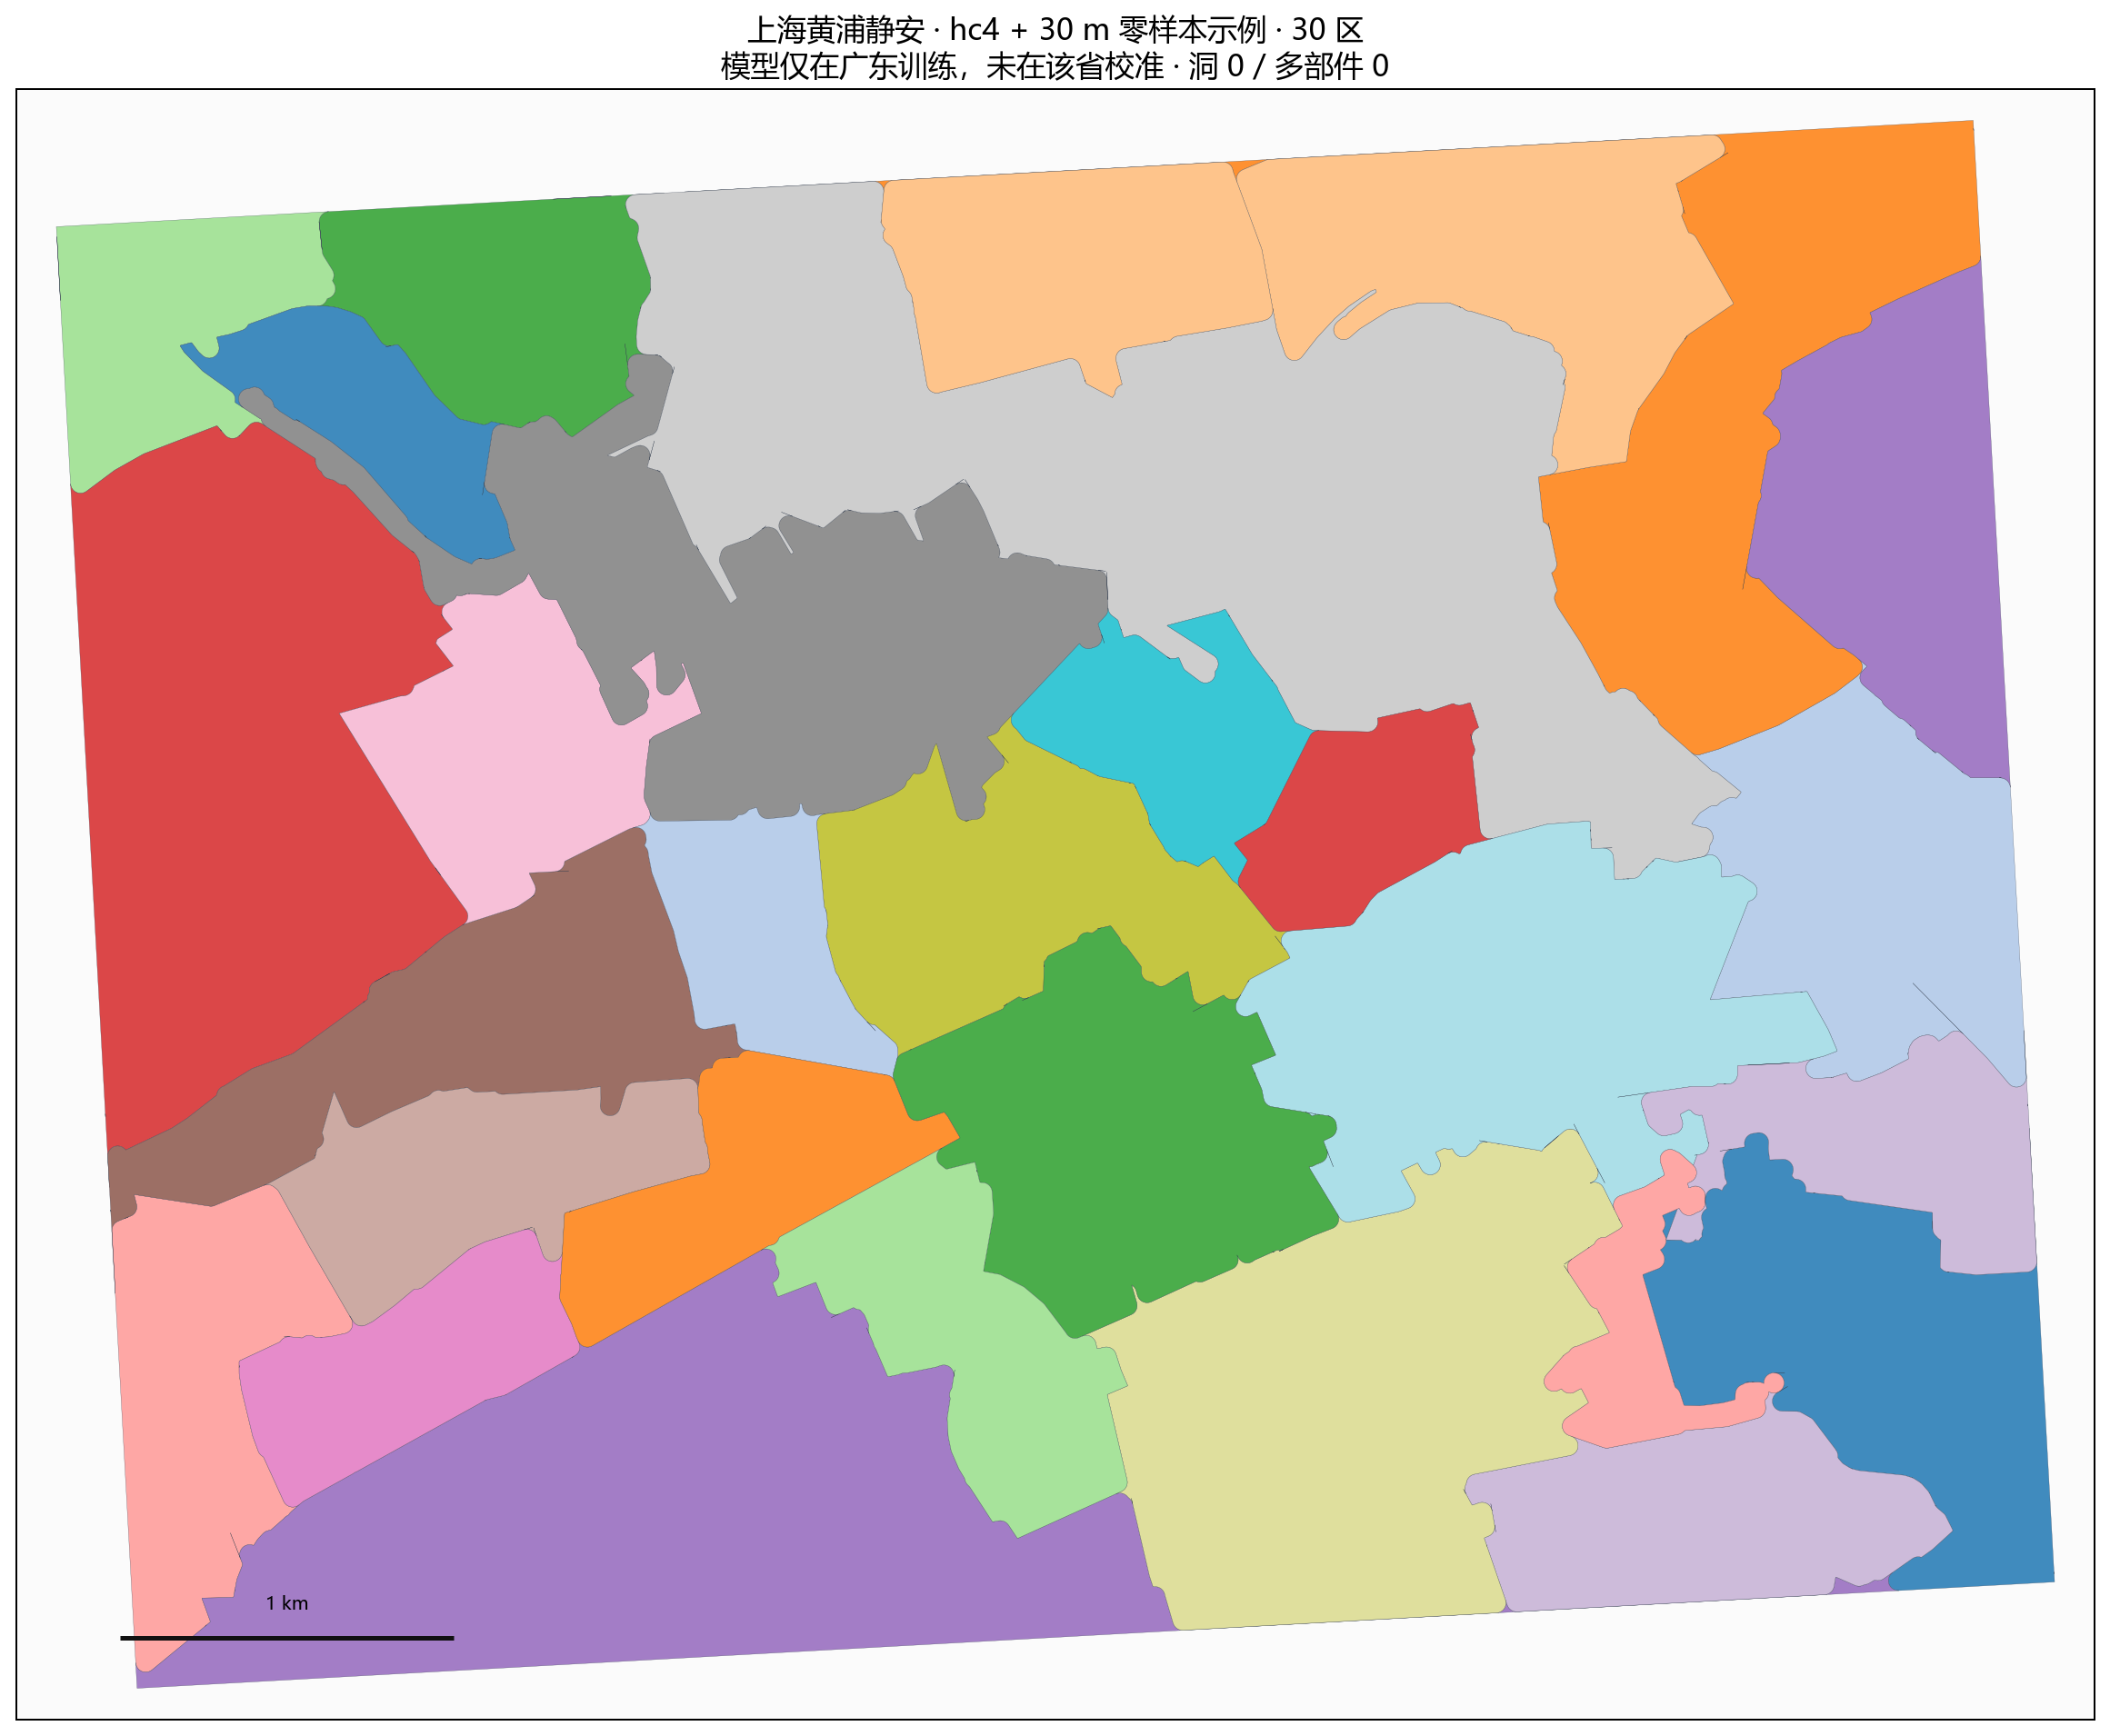 上海黄浦静安 · hc4 + 30 m 零样本示例 · 30 区
模型仅在广东训练，未在该省校准 · 洞 0 / 多部件 0
1 km